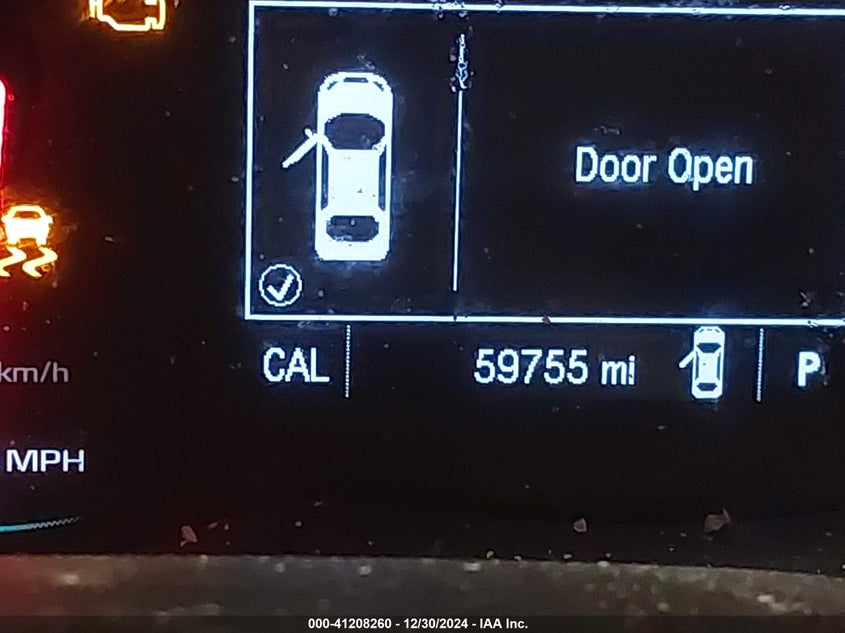 Door Open
CAL 59755 mi P
km/h
MPH
000-41208260 - 12/30/2024 - IAA Inc.